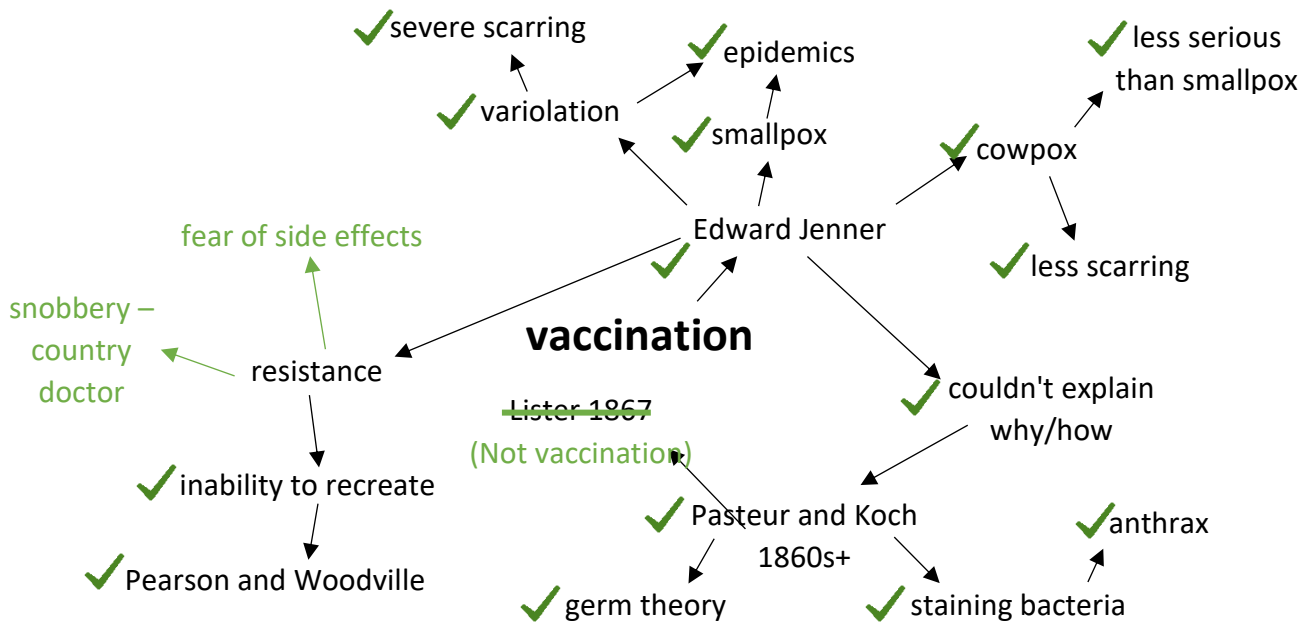 severe scarring
epidemics
less serious
than smallpox
variolation
smallpox
cowpox
Edward Jenner
fear of side effects
less scarring
snobbery –
country
doctor
vaccination
resistance
couldn't explain
why/how
Lister 1867
(Not vaccination)
inability to recreate
Pasteur and Koch
1860s+
anthrax
Pearson and Woodville
germ theory
staining bacteria